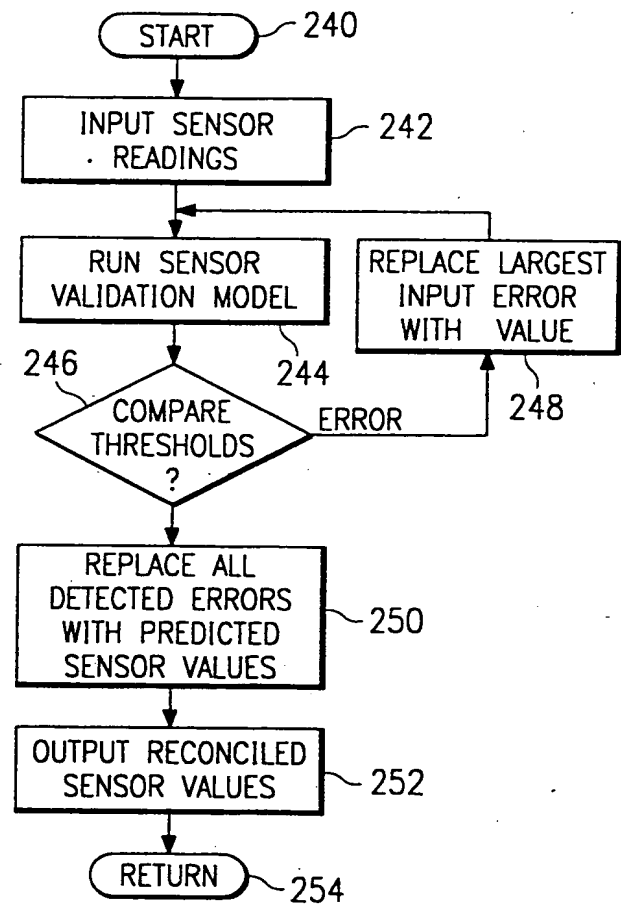 START
240
INPUT SENSOR
READINGS
242
RUN SENSOR
VALIDATION MODEL
244
REPLACE LARGEST
INPUT ERROR
WITH VALUE
248
246
COMPARE
THRESHOLDS
?
ERROR
REPLACE ALL
DETECTED ERRORS
WITH PREDICTED
SENSOR VALUES
250
OUTPUT RECONCILED
SENSOR VALUES
252
RETURN
254